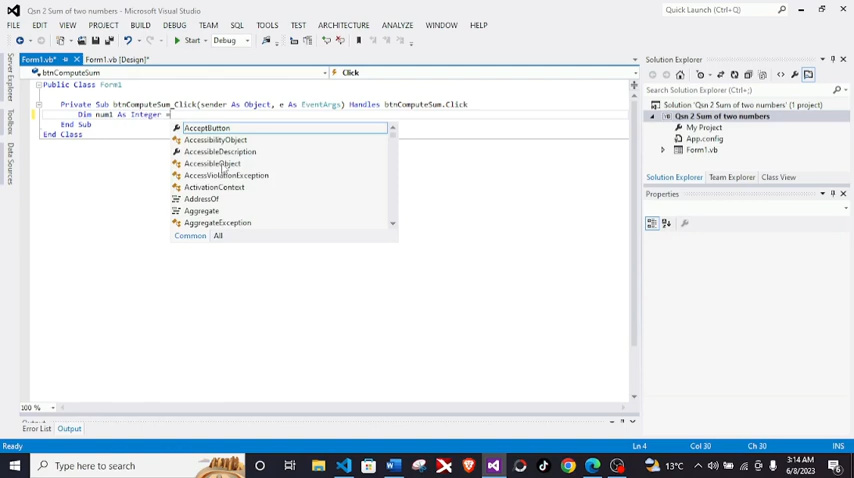 Qsn 2 Sum of two numbers - Visual Studio
Quick Launch (Ctrl+Q)
FILE EDIT VIEW PROJECT BUILD DEBUG TEAM SQL TOOLS TEST ARCHITECTURE ANALYZE WINDOW HELP
Start Debug
Server Explorer
Toolbox
Data Sources
Form1.vb* Form1.vb [Design]*
btnComputeSum Click
Public Class Form1
Private Sub btnComputeSum_Click(sender As Object, e As EventArgs) Handles btnComputeSum.Click
Dim num1 As Integer =
End Sub
End Class
AcceptButton
AccessibilityObject
AccessibleDescription
AccessibleObject
AccessViolationException
ActivationContext
AddressOf
Aggregate
AggregateException
Common All
100 %
Error List Output
Solution Explorer
Search Solution Explorer (Ctrl+;)
Solution 'Qsn 2 Sum of two numbers' (1 project)
Qsn 2 Sum of two numbers
My Project
App.config
Form1.vb
Solution Explorer Team Explorer Class View
Properties
Ready Ln 4 Col 30 Ch 30 INS
Type here to search
13°C
3:14 AM
6/8/2023